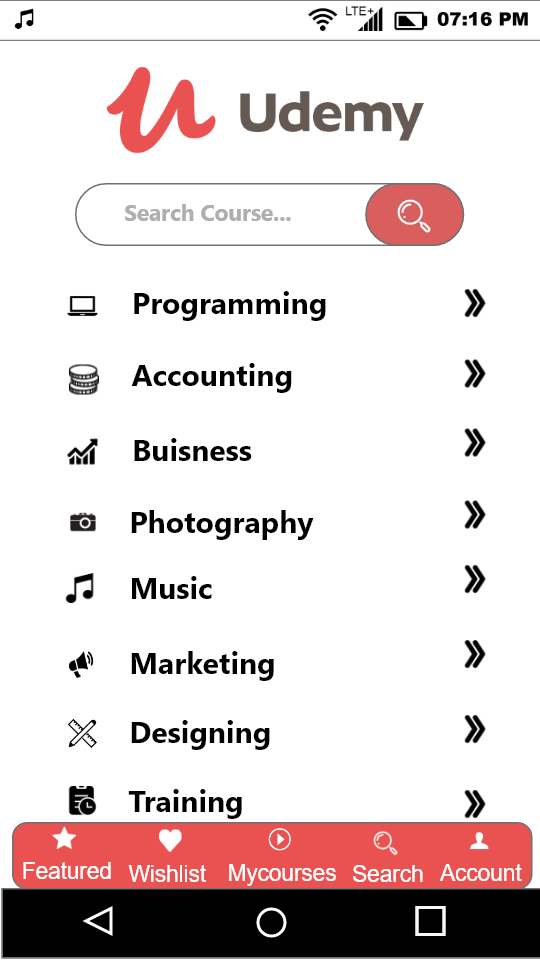 LTE+ 07:16 PM
Udemy
Search Course...
Programming
Accounting
Buisness
Photography
Music
Marketing
Designing
Training
Featured Wishlist Mycourses Search Account